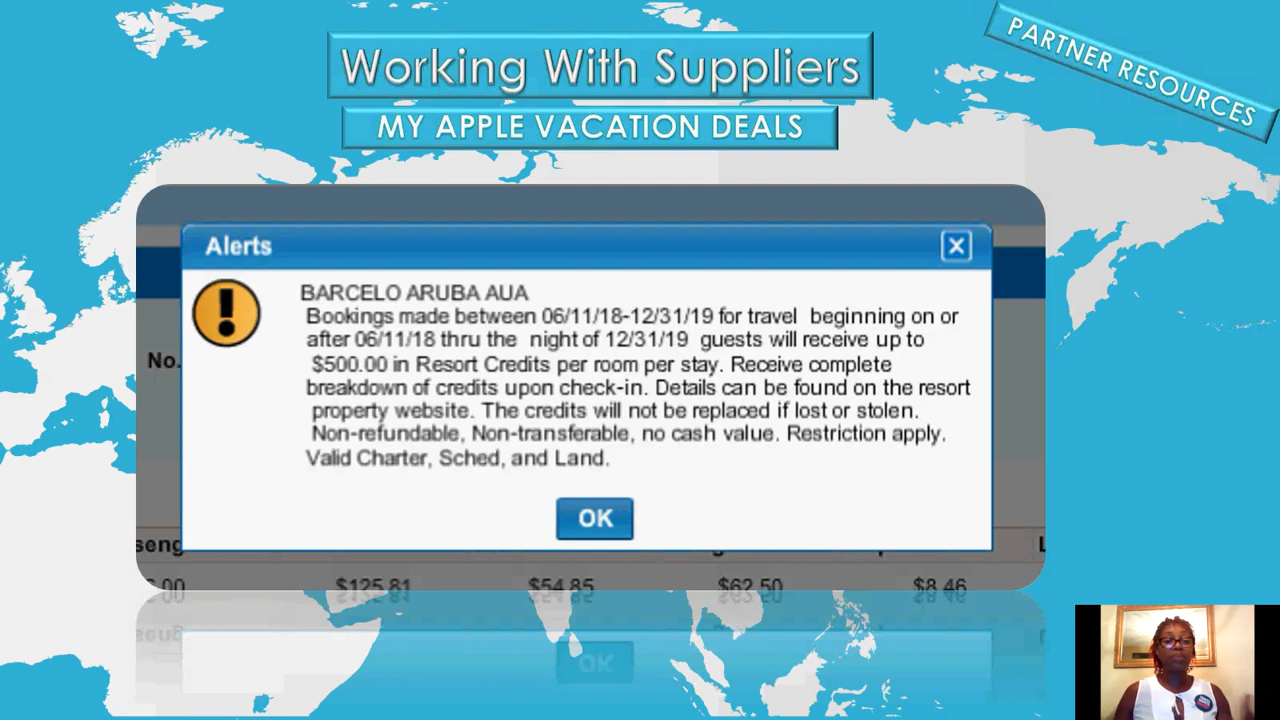 Working With Suppliers
PARTNER RESOURCES
MY APPLE VACATION DEALS
Alerts
BARCELO ARUBA AUA
Bookings made between 06/11/18-12/31/19 for travel beginning on or
after 06/11/18 thru the night of 12/31/19 guests will receive up to
$500.00 in Resort Credits per room per stay. Receive complete
breakdown of credits upon check-in. Details can be found on the resort
property website. The credits will not be replaced if lost or stolen.
Non-refundable, Non-transferable, no cash value. Restriction apply.
Valid Charter, Sched, and Land.
No.
OK
seng
$125.81 $54.85 $62.50 $8.46